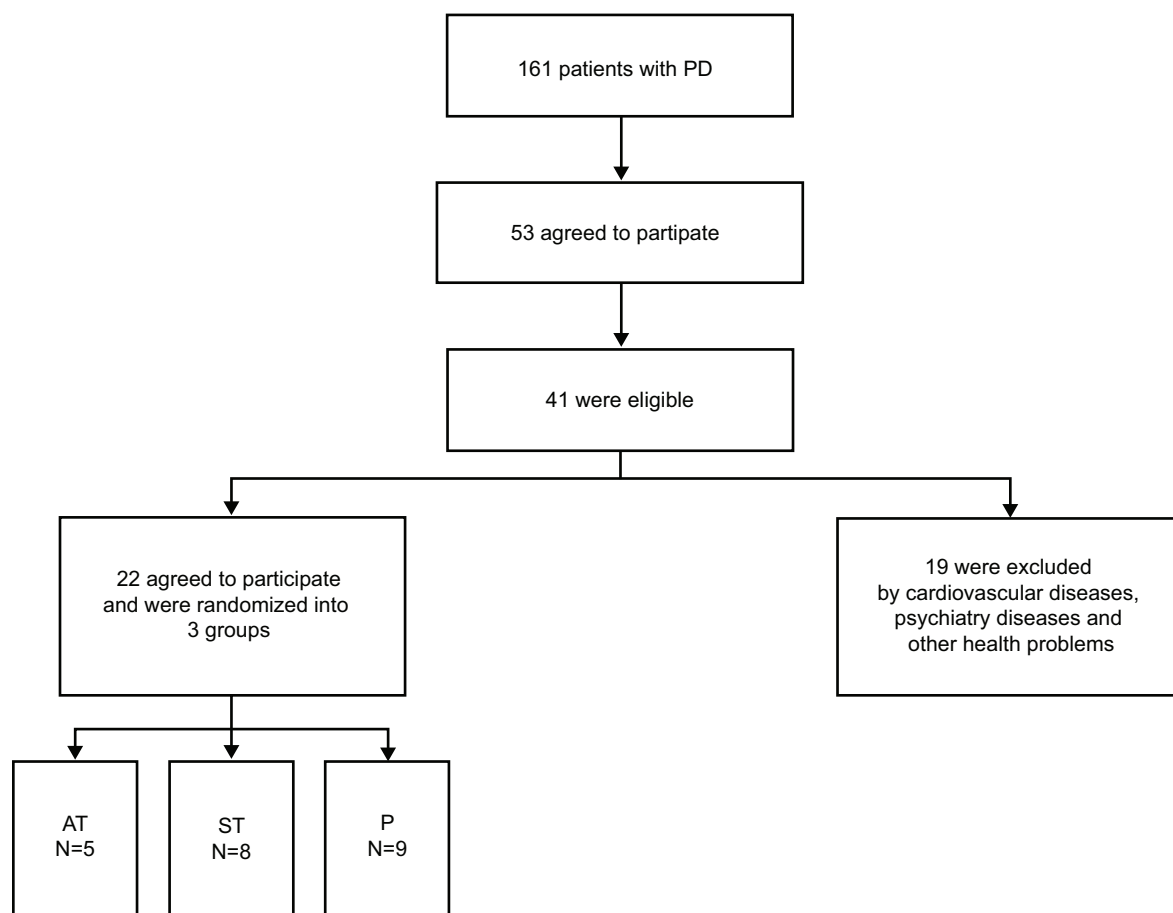 161 patients with PD
53 agreed to partipate
41 were eligible
22 agreed to participate
and were randomized into
3 groups
19 were excluded
by cardiovascular diseases,
psychiatry diseases and
other health problems
AT
N=5
ST
N=8
P
N=9